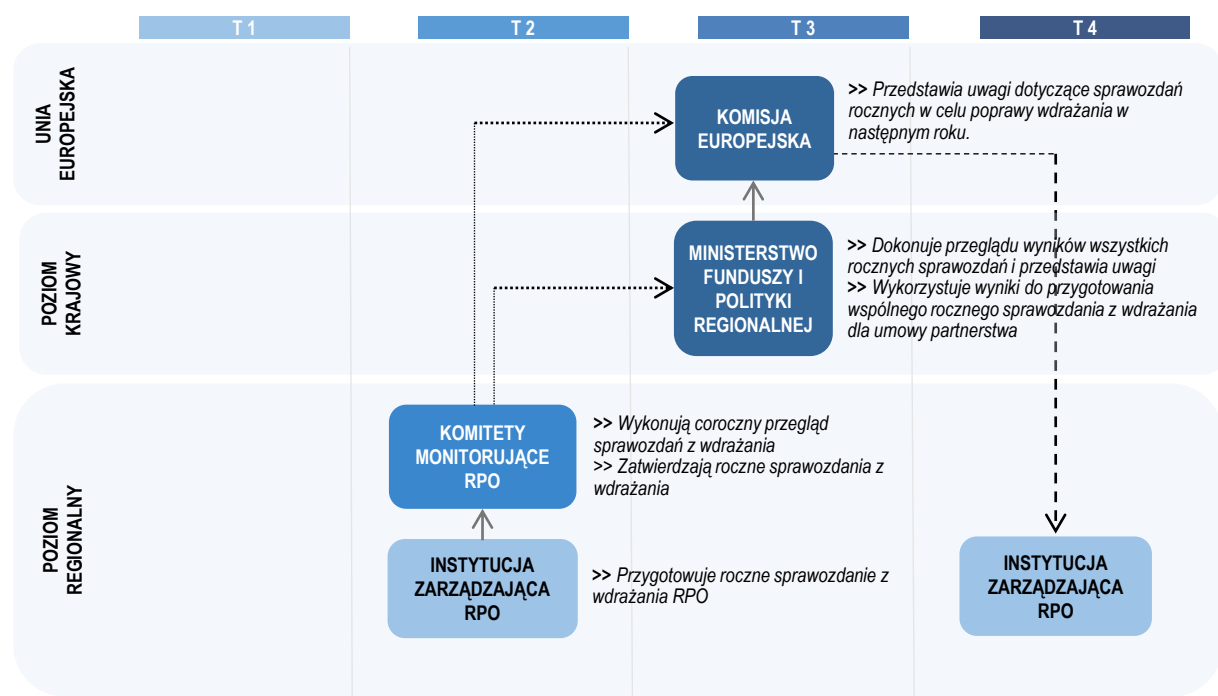 T 1
T 2
T 3
T 4
UNIA
EUROPEJSKA
KOMISJA
EUROPEJSKA
>> Przedstawia uwagi dotyczące sprawozdań
rocznych w celu poprawy wdrażania w
następnym roku.
POZIOM
KRAJOWY
MINISTERSTWO
FUNDUSZY I
POLITYKI
REGIONALNEJ
>> Dokonuje przeglądu wyników wszystkich
rocznych sprawozdań i przedstawia uwagi
>> Wykorzystuje wyniki do przygotowania
wspólnego rocznego sprawozdania z wdrażania
dla umowy partnerstwa
POZIOM
REGIONALNY
KOMITETY
MONITORUJĄCE
RPO
>> Wykonują coroczny przegląd
sprawozdań z wdrażania
>> Zatwierdzają roczne sprawozdania z
wdrażania
INSTYTUCJA
ZARZĄDZAJĄCA
RPO
>> Przygotowuje roczne sprawozdanie z
wdrażania RPO
INSTYTUCJA
ZARZĄDZAJĄCA
RPO